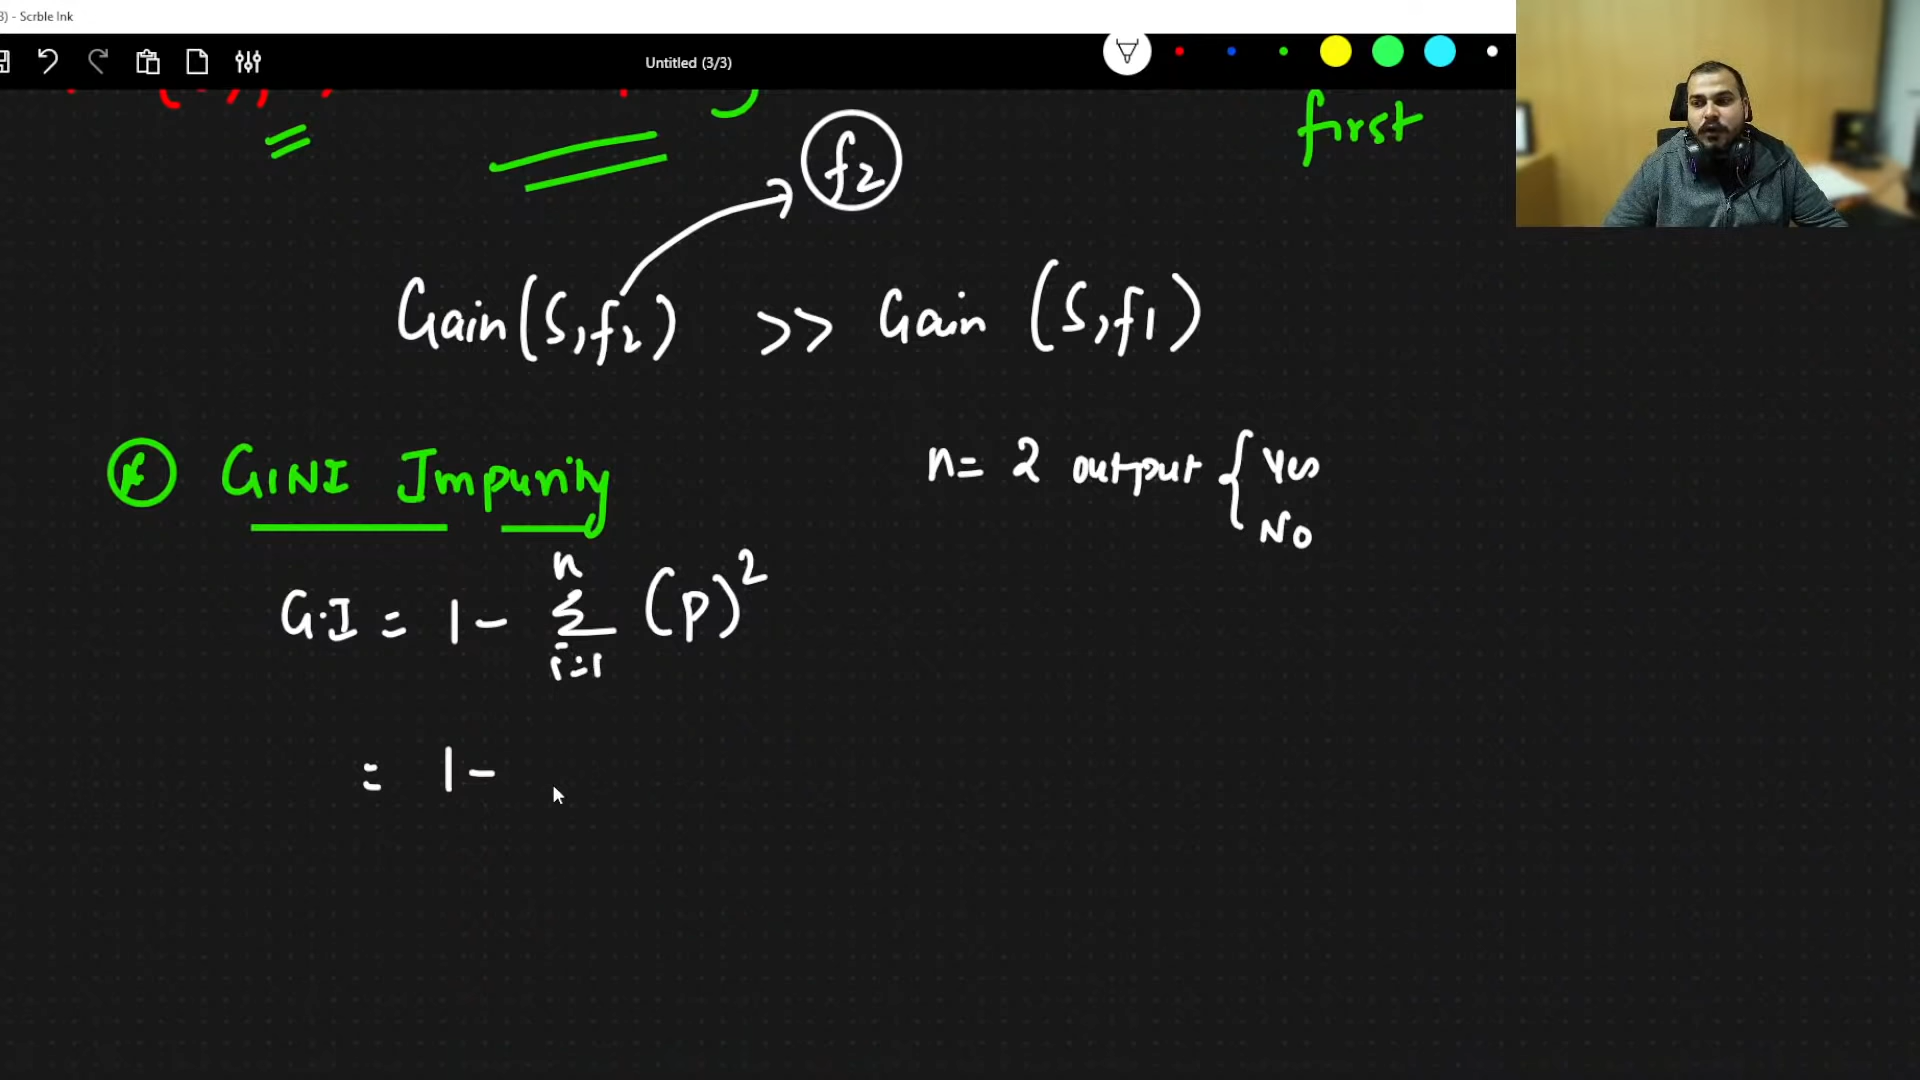 3) - Scrble Ink
Untitled (3/3)
first
f2
Gain(S,f2) >> Gain (S,f1)
GINI Impurity
n= 2 output { Yes
No
G.I = 1 - n Σ i=1 (p)2
= 1 -